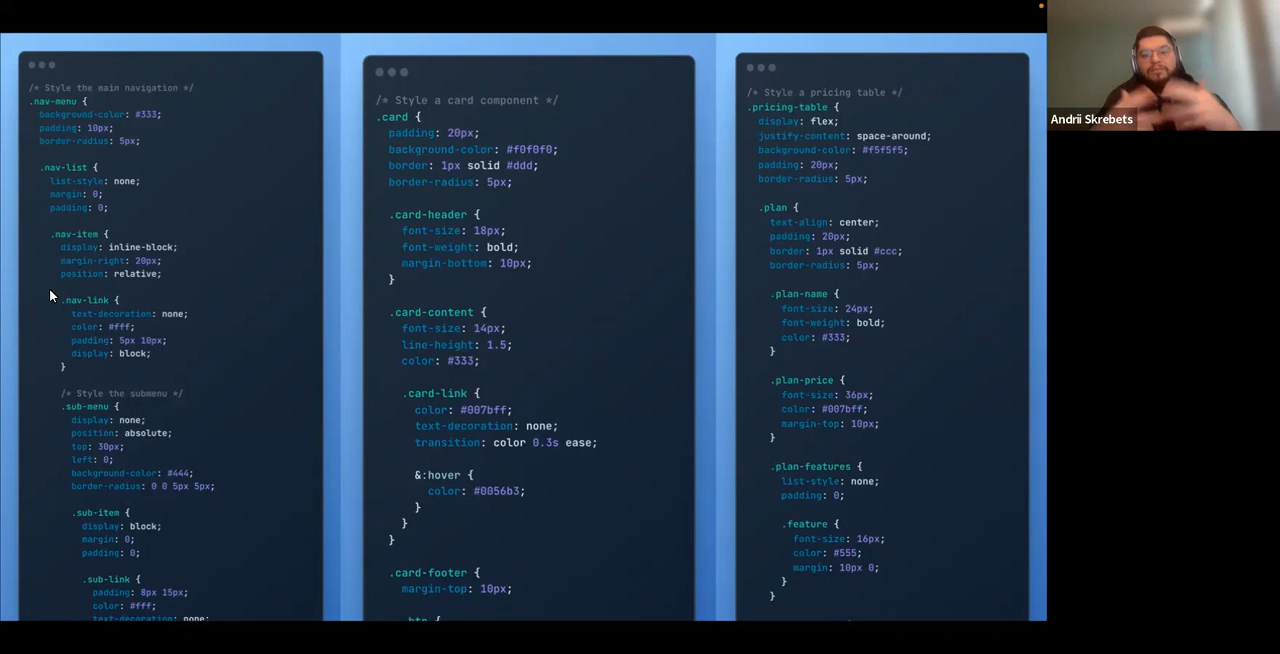 /* Style the main navigation */
.nav-menu {
background-color: #333;
padding: 10px;
border-radius: 5px;
.nav-list {
list-style: none;
margin: 0;
padding: 0;
.nav-item {
display: inline-block;
margin-right: 20px;
position: relative;
.nav-link {
text-decoration: none;
color: #fff;
padding: 5px 10px;
display: block;
}
/* Style the submenu */
.sub-menu {
display: none;
position: absolute;
top: 30px;
left: 0;
background-color: #444;
border-radius: 0 0 5px 5px;
.sub-item {
display: block;
margin: 0;
padding: 0;
.sub-link {
padding: 8px 15px;
color: #fff;
text-decoration: none;
/* Style a card component */
.card {
padding: 20px;
background-color: #f0f0f0;
border: 1px solid #ddd;
border-radius: 5px;
.card-header {
font-size: 18px;
font-weight: bold;
margin-bottom: 10px;
}
.card-content {
font-size: 14px;
line-height: 1.5;
color: #333;
.card-link {
color: #007bff;
text-decoration: none;
transition: color 0.3s ease;
&:hover {
color: #0056b3;
}
}
}
.card-footer {
margin-top: 10px;
.btn {
/* Style a pricing table */
.pricing-table {
display: flex;
justify-content: space-around;
background-color: #f5f5f5;
padding: 20px;
border-radius: 5px;
.plan {
text-align: center;
padding: 20px;
border: 1px solid #ccc;
border-radius: 5px;
.plan-name {
font-size: 24px;
font-weight: bold;
color: #333;
}
.plan-price {
font-size: 36px;
color: #007bff;
margin-top: 10px;
}
.plan-features {
list-style: none;
padding: 0;
.feature {
font-size: 16px;
color: #555;
margin: 10px 0;
}
}
Andrii Skrebets